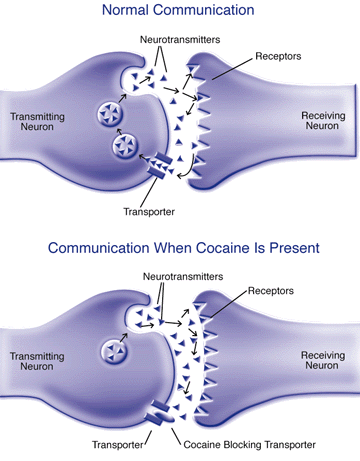 Normal Communication
Neurotransmitters
Receptors
Transmitting
Neuron
Receiving
Neuron
Transporter
Communication When Cocaine Is Present
Neurotransmitters
Receptors
Transmitting
Neuron
Receiving
Neuron
Transporter
Cocaine Blocking Transporter